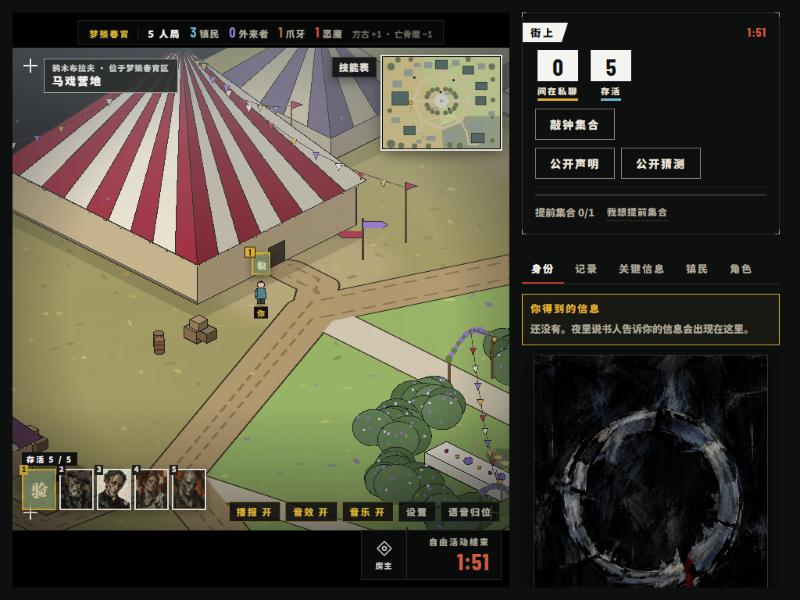 梦殒春宵 5 人局 3 镇民 0 外来者 1 爪牙 1 恶魔 方古 +1 · 亡骨魔 −1
鸦木布拉夫 · 位于梦殒春宵区
马戏营地
技能表
1
验
你
存活 5 / 5
1 2 3 4 5
验
播报 开 音效 开 音乐 开 设置 语音归位
房主
自由活动结束
1:51
街上 1:51
0 5
间在私聊 存活
敲钟集合
公开声明 公开猜测
提前集合 0/1 我想提前集合
身份 记录 关键信息 镇民 角色
你得到的信息
还没有。夜里说书人告诉你的信息会出现在这里。